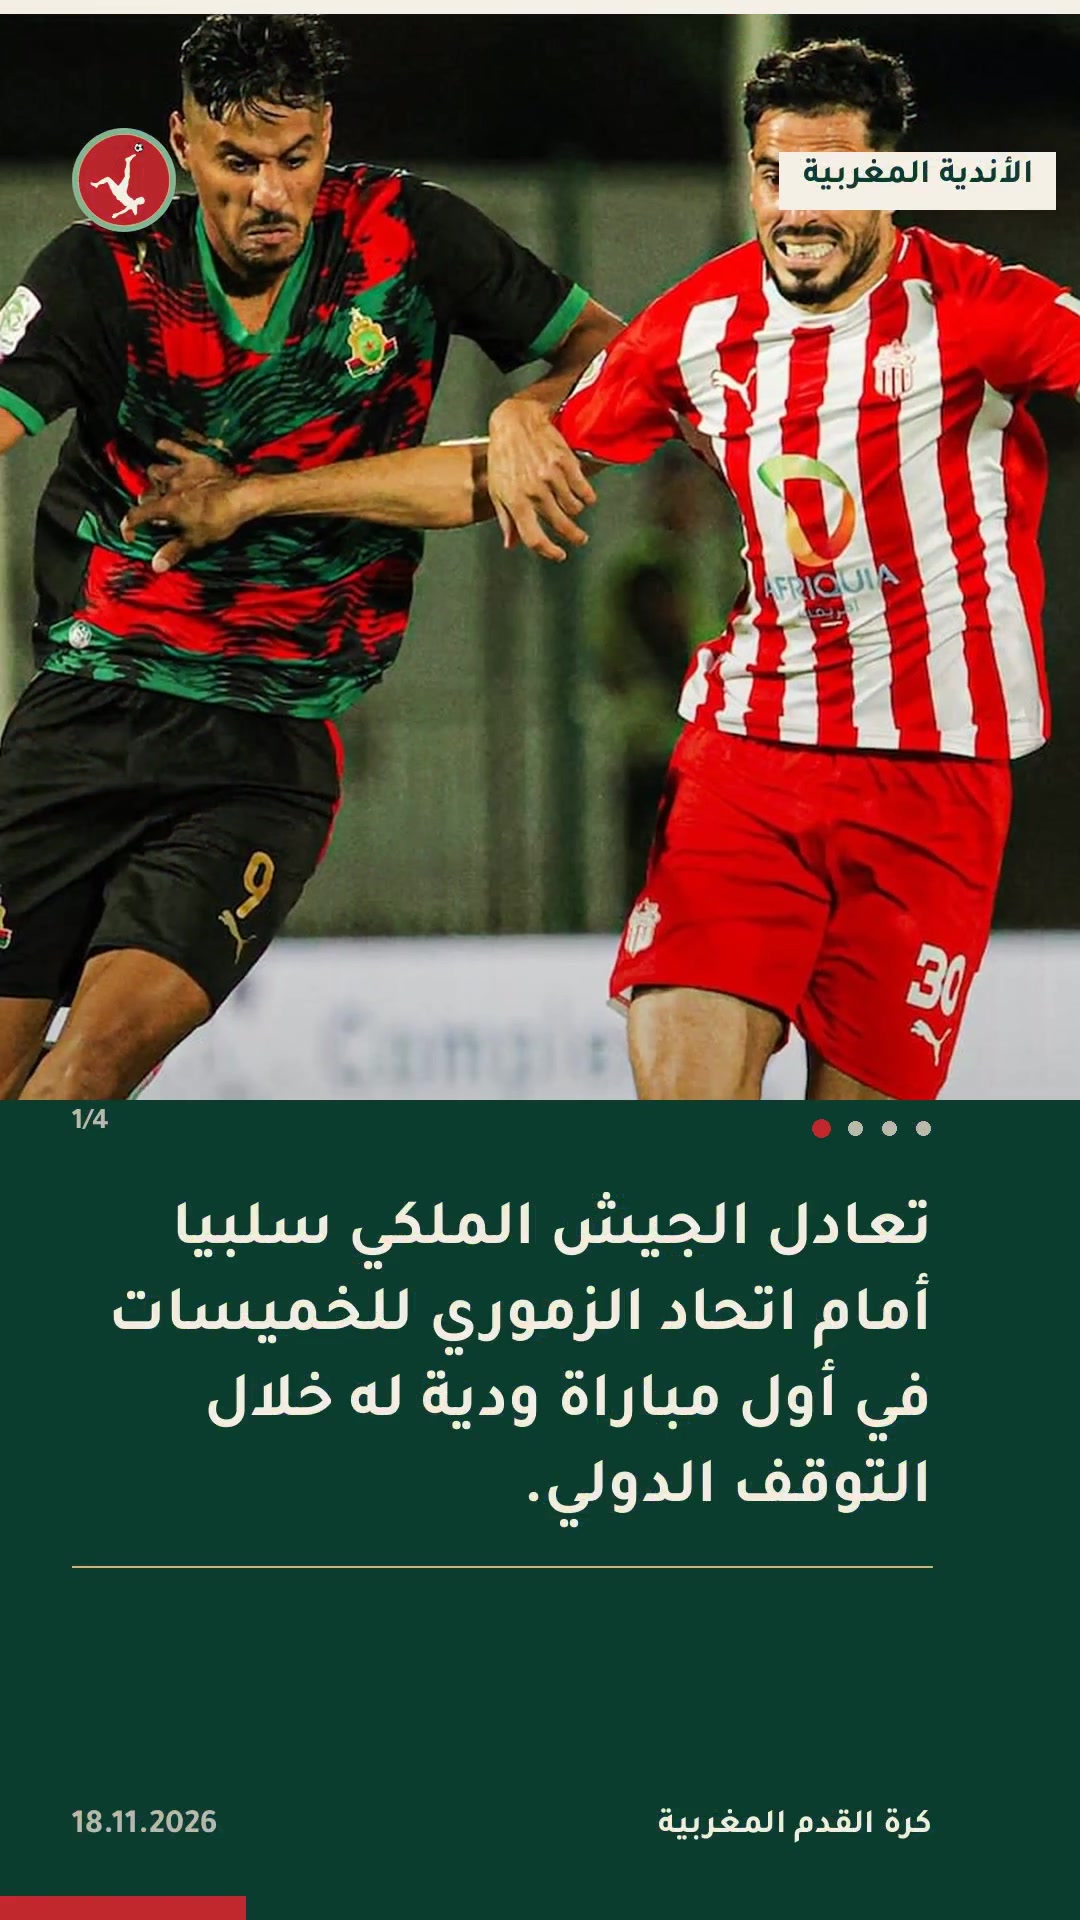 الأندية المغربية
AFRIQUIA
9
30
1/4
تعادل الجيش الملكي سلبيا
أمام اتحاد الزموري للخميسات
في أول مباراة ودية له خلال
التوقف الدولي.
كرة القدم المغربية
18.11.2026